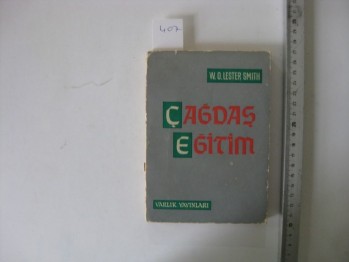 407
W. O. LESTER SMITH
ÇAĞDAŞ
EĞİTİM
VARLIK YAYINLARI